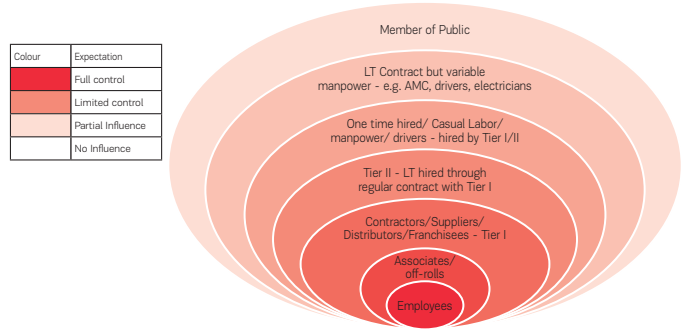 Colour Expectation
Full control
Limited control
Partial Influence
No Influence
Member of Public
LT Contract but variable
manpower - e.g. AMC, drivers, electricians
One time hired/ Casual Labor/
manpower/ drivers - hired by Tier I/II
Tier II - LT hired through
regular contract with Tier I
Contractors/Suppliers/
Distributors/Franchisees - Tier I
Associates/
off-rolls
Employees